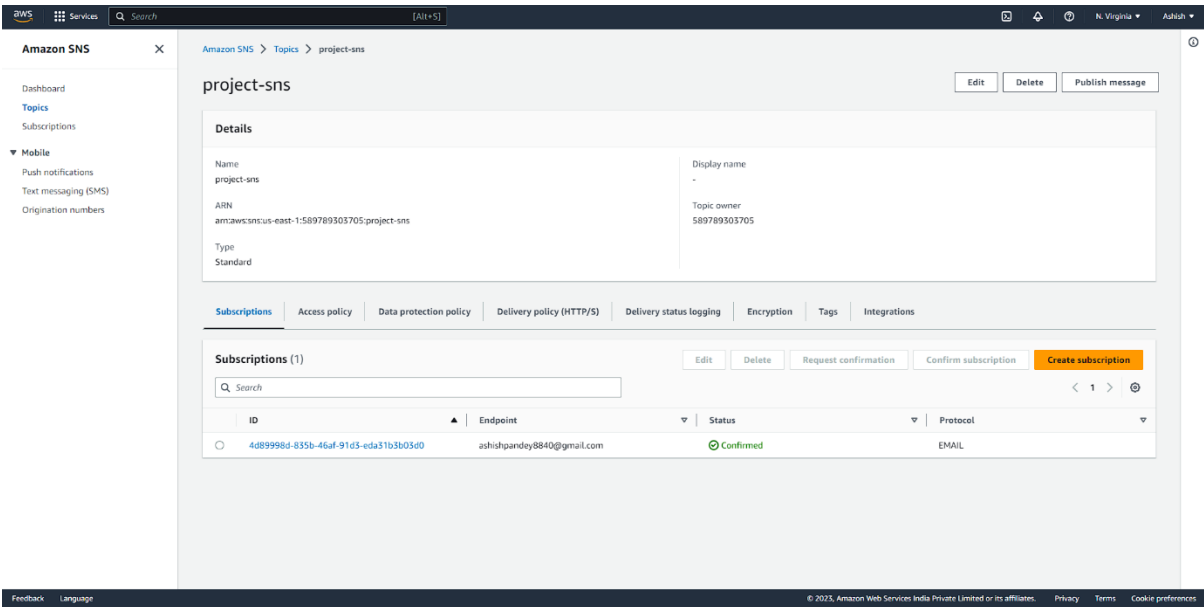 aws Services Search [Alt+S] N. Virginia Ashish
Amazon SNS
Dashboard
Topics
Subscriptions
Mobile
Push notifications
Text messaging (SMS)
Origination numbers
Amazon SNS > Topics > project-sns
project-sns
Edit Delete Publish message
Details
Name
project-sns
ARN
arn:aws:sns:us-east-1:589789303705:project-sns
Type
Standard
Display name
-
Topic owner
589789303705
Subscriptions Access policy Data protection policy Delivery policy (HTTP/S) Delivery status logging Encryption Tags Integrations
Subscriptions (1) Edit Delete Request confirmation Confirm subscription Create subscription
Search < 1 >
ID Endpoint Status Protocol
4d89998d-835b-46af-91d3-eda31b3b03d0 ashishpandey8840@gmail.com Confirmed EMAIL
Feedback Language © 2023, Amazon Web Services India Private Limited or its affiliates. Privacy Terms Cookie preferences